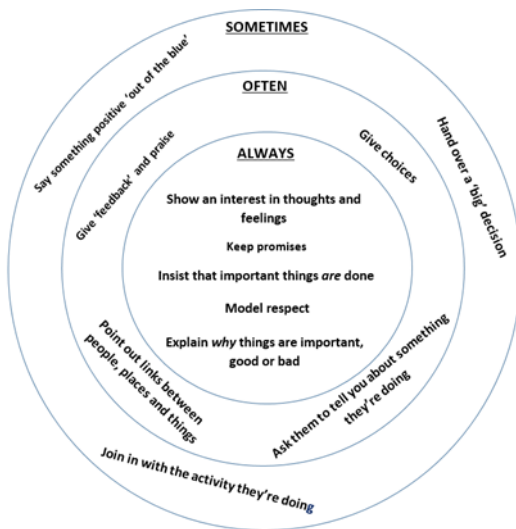 SOMETIMES
Say something positive ‘out of the blue’
Hand over a ‘big’ decision
Join in with the activity they’re doing
OFTEN
Give ‘feedback’ and praise
Give choices
Point out links between
people, places and things
Ask them to tell you about something
they’re doing
ALWAYS
Show an interest in thoughts and
feelings
Keep promises
Insist that important things are done
Model respect
Explain why things are important,
good or bad